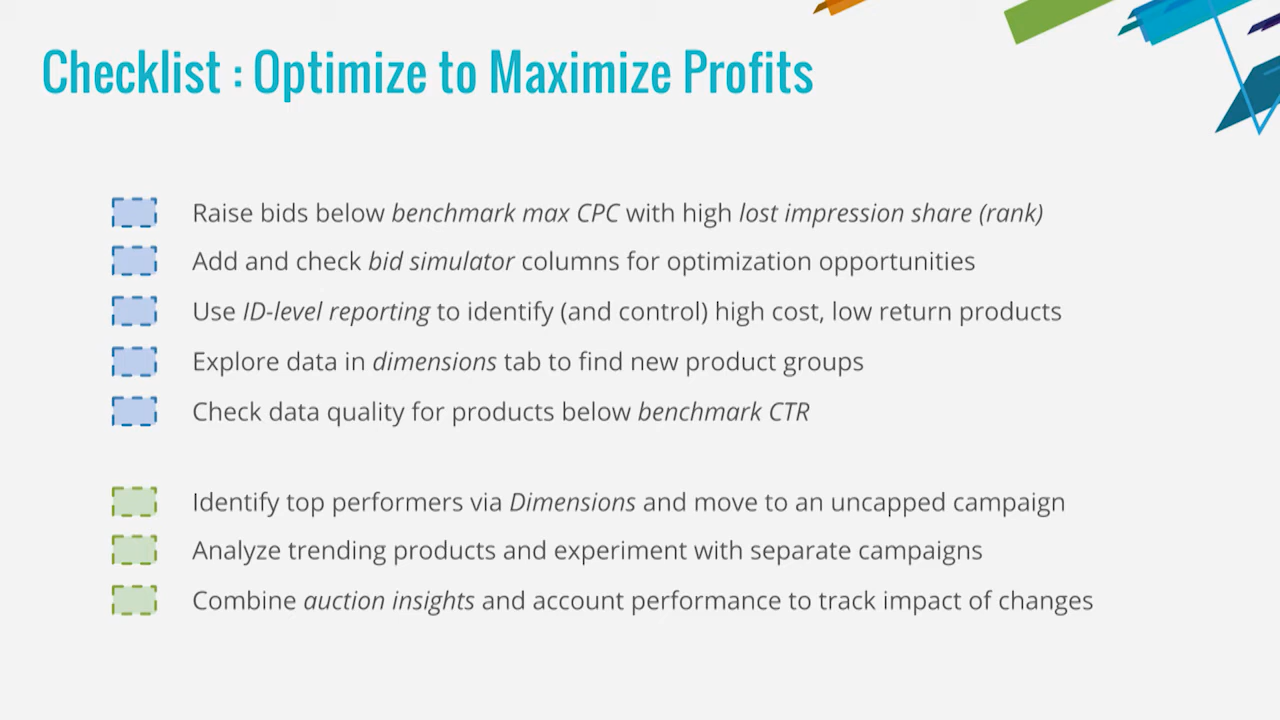 Checklist : Optimize to Maximize Profits
Raise bids below benchmark max CPC with high lost impression share (rank)
Add and check bid simulator columns for optimization opportunities
Use ID-level reporting to identify (and control) high cost, low return products
Explore data in dimensions tab to find new product groups
Check data quality for products below benchmark CTR
Identify top performers via Dimensions and move to an uncapped campaign
Analyze trending products and experiment with separate campaigns
Combine auction insights and account performance to track impact of changes